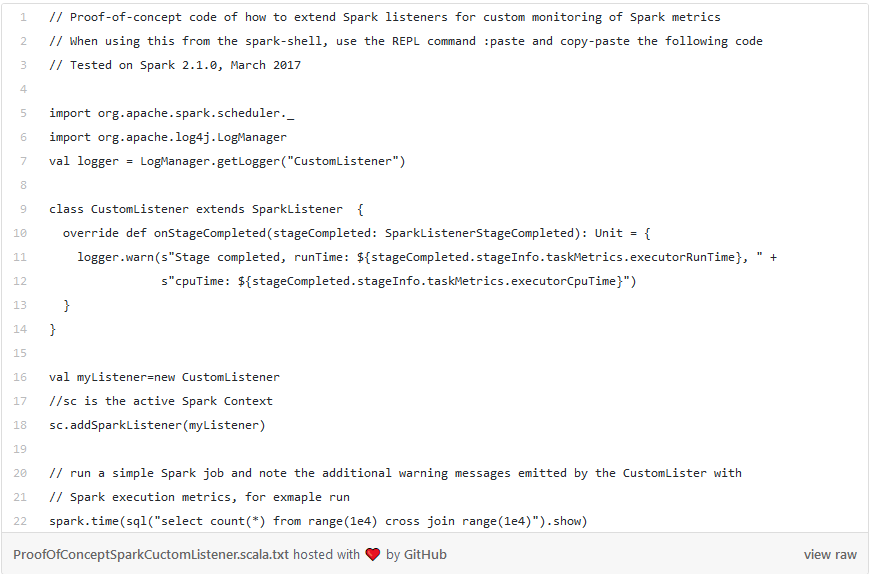 1 // Proof-of-concept code of how to extend Spark listeners for custom monitoring of Spark metrics
2 // When using this from the spark-shell, use the REPL command :paste and copy-paste the following code
3 // Tested on Spark 2.1.0, March 2017
4
5 import org.apache.spark.scheduler._
6 import org.apache.log4j.LogManager
7 val logger = LogManager.getLogger("CustomListener")
8
9 class CustomListener extends SparkListener  {
10   override def onStageCompleted(stageCompleted: SparkListenerStageCompleted): Unit = {
11     logger.warn(s"Stage completed, runTime: ${stageCompleted.stageInfo.taskMetrics.executorRunTime}, " +
12                 s"cpuTime: ${stageCompleted.stageInfo.taskMetrics.executorCpuTime}")
13   }
14 }
15
16 val myListener=new CustomListener
17 //sc is the active Spark Context
18 sc.addSparkListener(myListener)
19
20 // run a simple Spark job and note the additional warning messages emitted by the CustomLister with
21 // Spark execution metrics, for exmaple run
22 spark.time(sql("select count(*) from range(1e4) cross join range(1e4)").show)
ProofOfConceptSparkCuctomListener.scala.txt hosted with ❤ by GitHub view raw